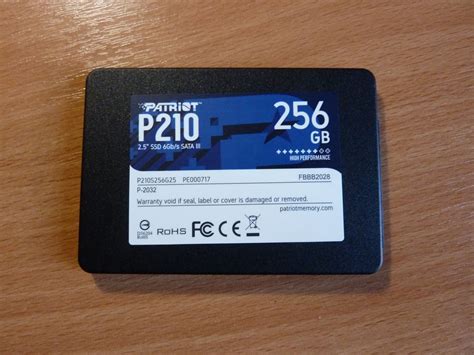 PATRIOT
P210
2.5" SSD 6Gb/s SATA III
256
GB
HIGH PERFORMANCE
P210S256G25 PE000717
FBBB2028
P-2032
Warranty void if seal, label or cover is damaged or removed.
patriotmemory.com
RoHS FC CE